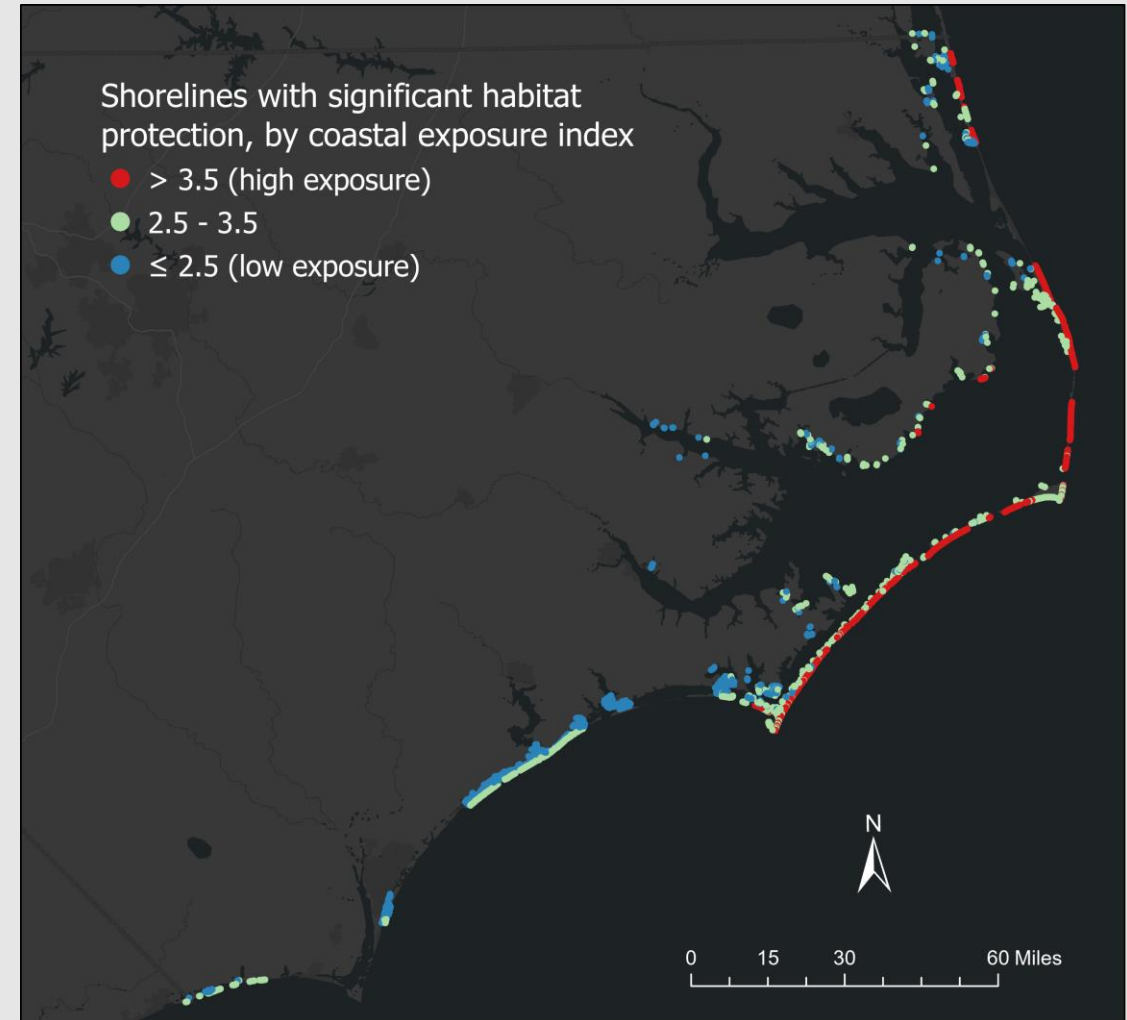 Shorelines with significant habitat
protection, by coastal exposure index
> 3.5 (high exposure)
2.5 - 3.5
≤ 2.5 (low exposure)
N
0 15 30 60 Miles